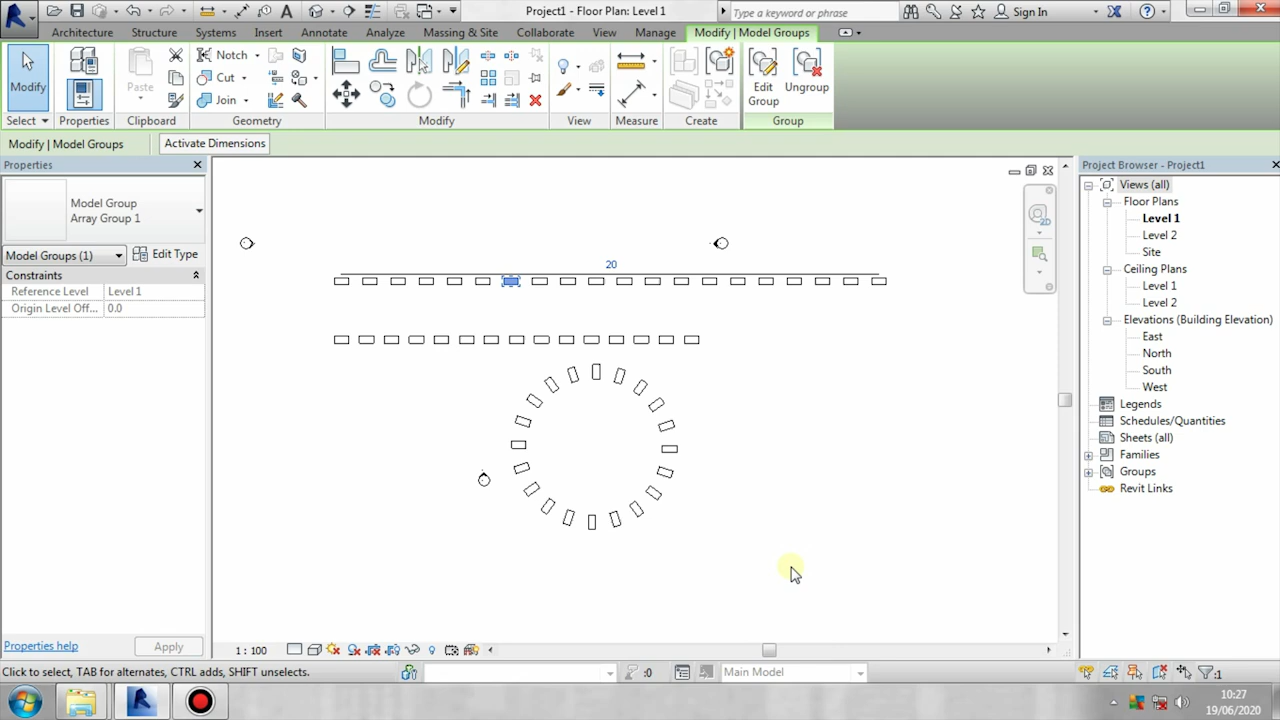 Project1 - Floor Plan: Level 1
Type a keyword or phrase
Sign In
Architecture
Structure
Systems
Insert
Annotate
Analyze
Massing & Site
Collaborate
View
Manage
Modify | Model Groups
Modify
Paste
Notch
Cut
Join
Edit
Group
Ungroup
Select
Properties
Clipboard
Geometry
Modify
View
Measure
Create
Group
Modify | Model Groups
Activate Dimensions
Properties
Model Group
Array Group 1
Model Groups (1)
Edit Type
Constraints
Reference Level
Level 1
Origin Level Off...
0.0
Properties help
Apply
20
2D
Project Browser - Project1
Views (all)
Floor Plans
Level 1
Level 2
Site
Ceiling Plans
Level 1
Level 2
Elevations (Building Elevation)
East
North
South
West
Legends
Schedules/Quantities
Sheets (all)
Families
Groups
Revit Links
1 : 100
Click to select, TAB for alternates, CTRL adds, SHIFT unselects.
:0
Main Model
:1
10:27
19/06/2020